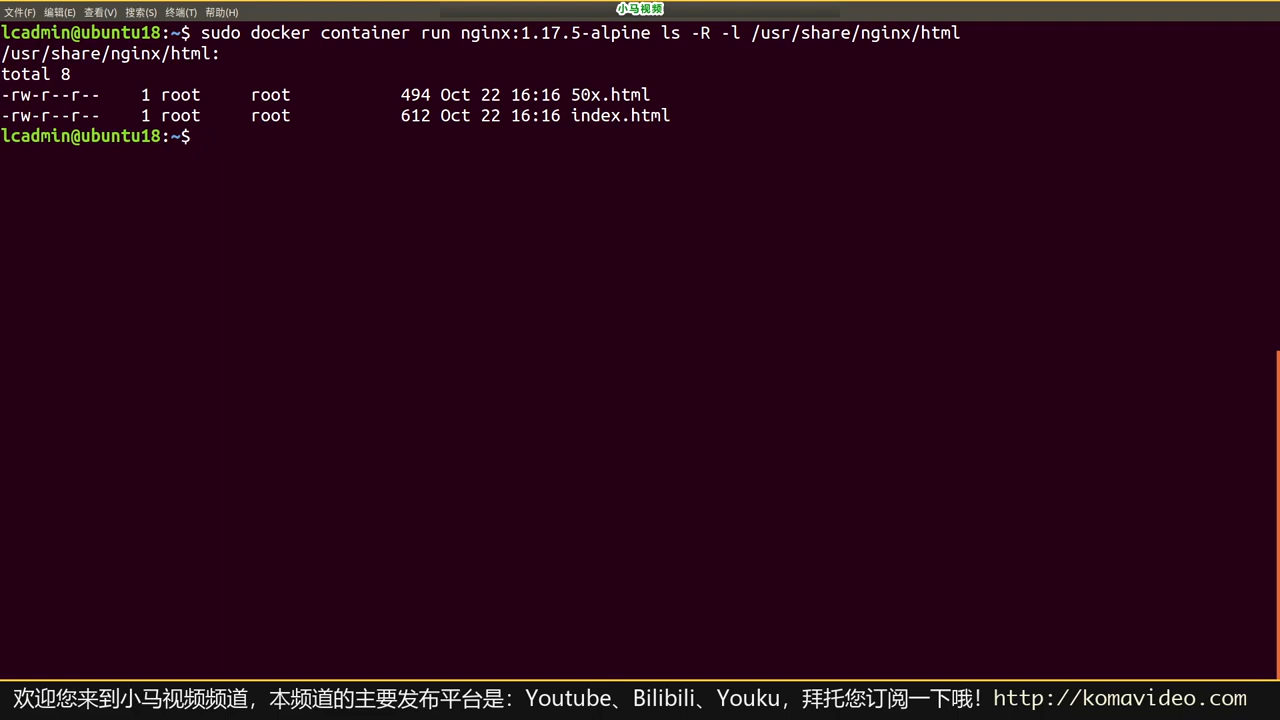 小马视频
文件(F) 编辑(E) 查看(V) 搜索(S) 终端(T) 帮助(H)
lcadmin@ubuntu18:~$ sudo docker container run nginx:1.17.5-alpine ls -R -l /usr/share/nginx/html
/usr/share/nginx/html:
total 8
-rw-r--r--    1 root     root           494 Oct 22 16:16 50x.html
-rw-r--r--    1 root     root           612 Oct 22 16:16 index.html
lcadmin@ubuntu18:~$
欢迎您来到小马视频频道，本频道的主要发布平台是：Youtube、Bilibili、Youku，拜托您订阅一下哦！http://komavideo.com